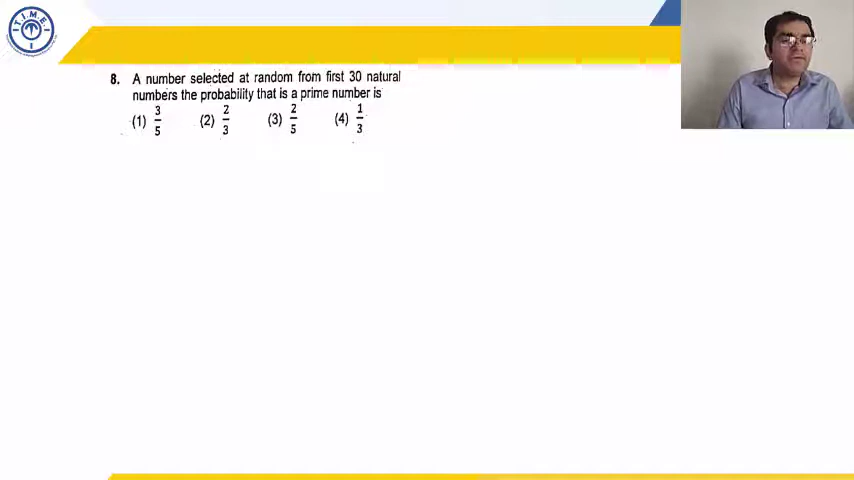 T.I.M.E.I
8. A number selected at random from first 30 natural
numbers the probability that is a prime number is
(1) 3/5 (2) 2/3 (3) 2/5 (4) 1/3